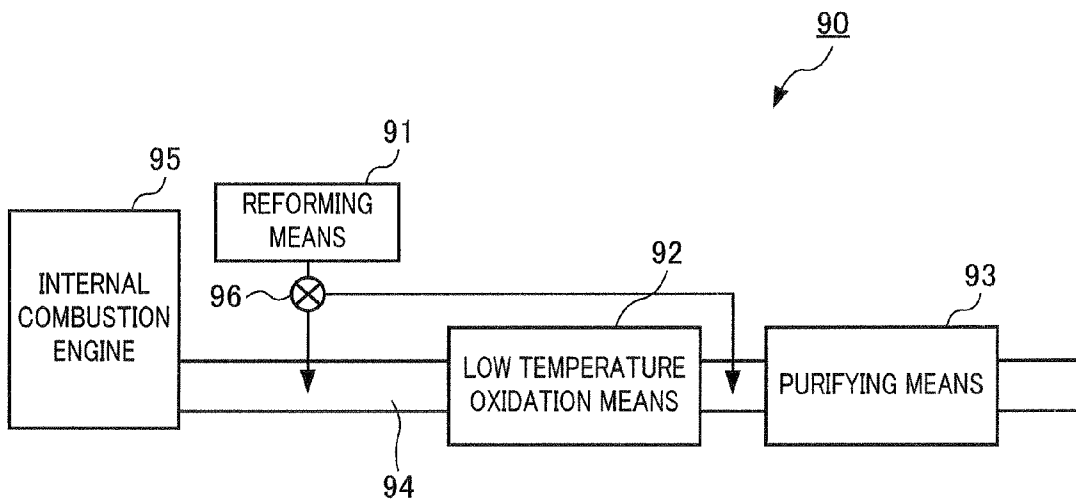 90
91
95
REFORMING
MEANS
92
93
96
INTERNAL
COMBUSTION
ENGINE
LOW TEMPERATURE
OXIDATION MEANS
PURIFYING MEANS
94